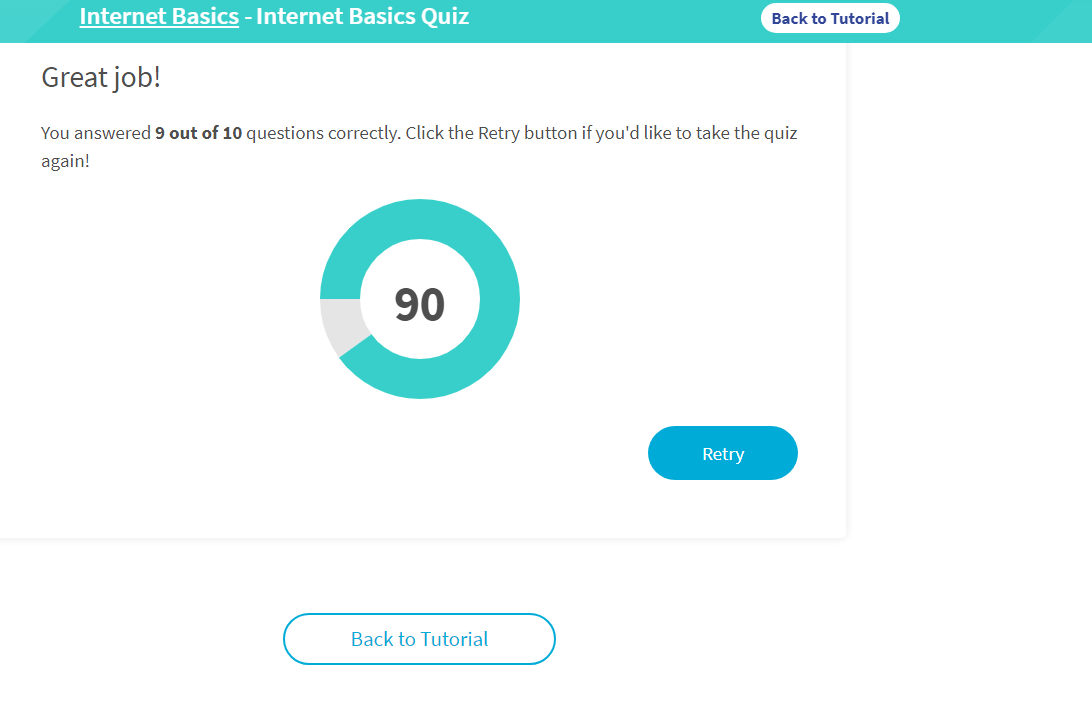 Internet Basics - Internet Basics Quiz
Back to Tutorial
Great job!
You answered 9 out of 10 questions correctly. Click the Retry button if you'd like to take the quiz
again!
90
Retry
Back to Tutorial